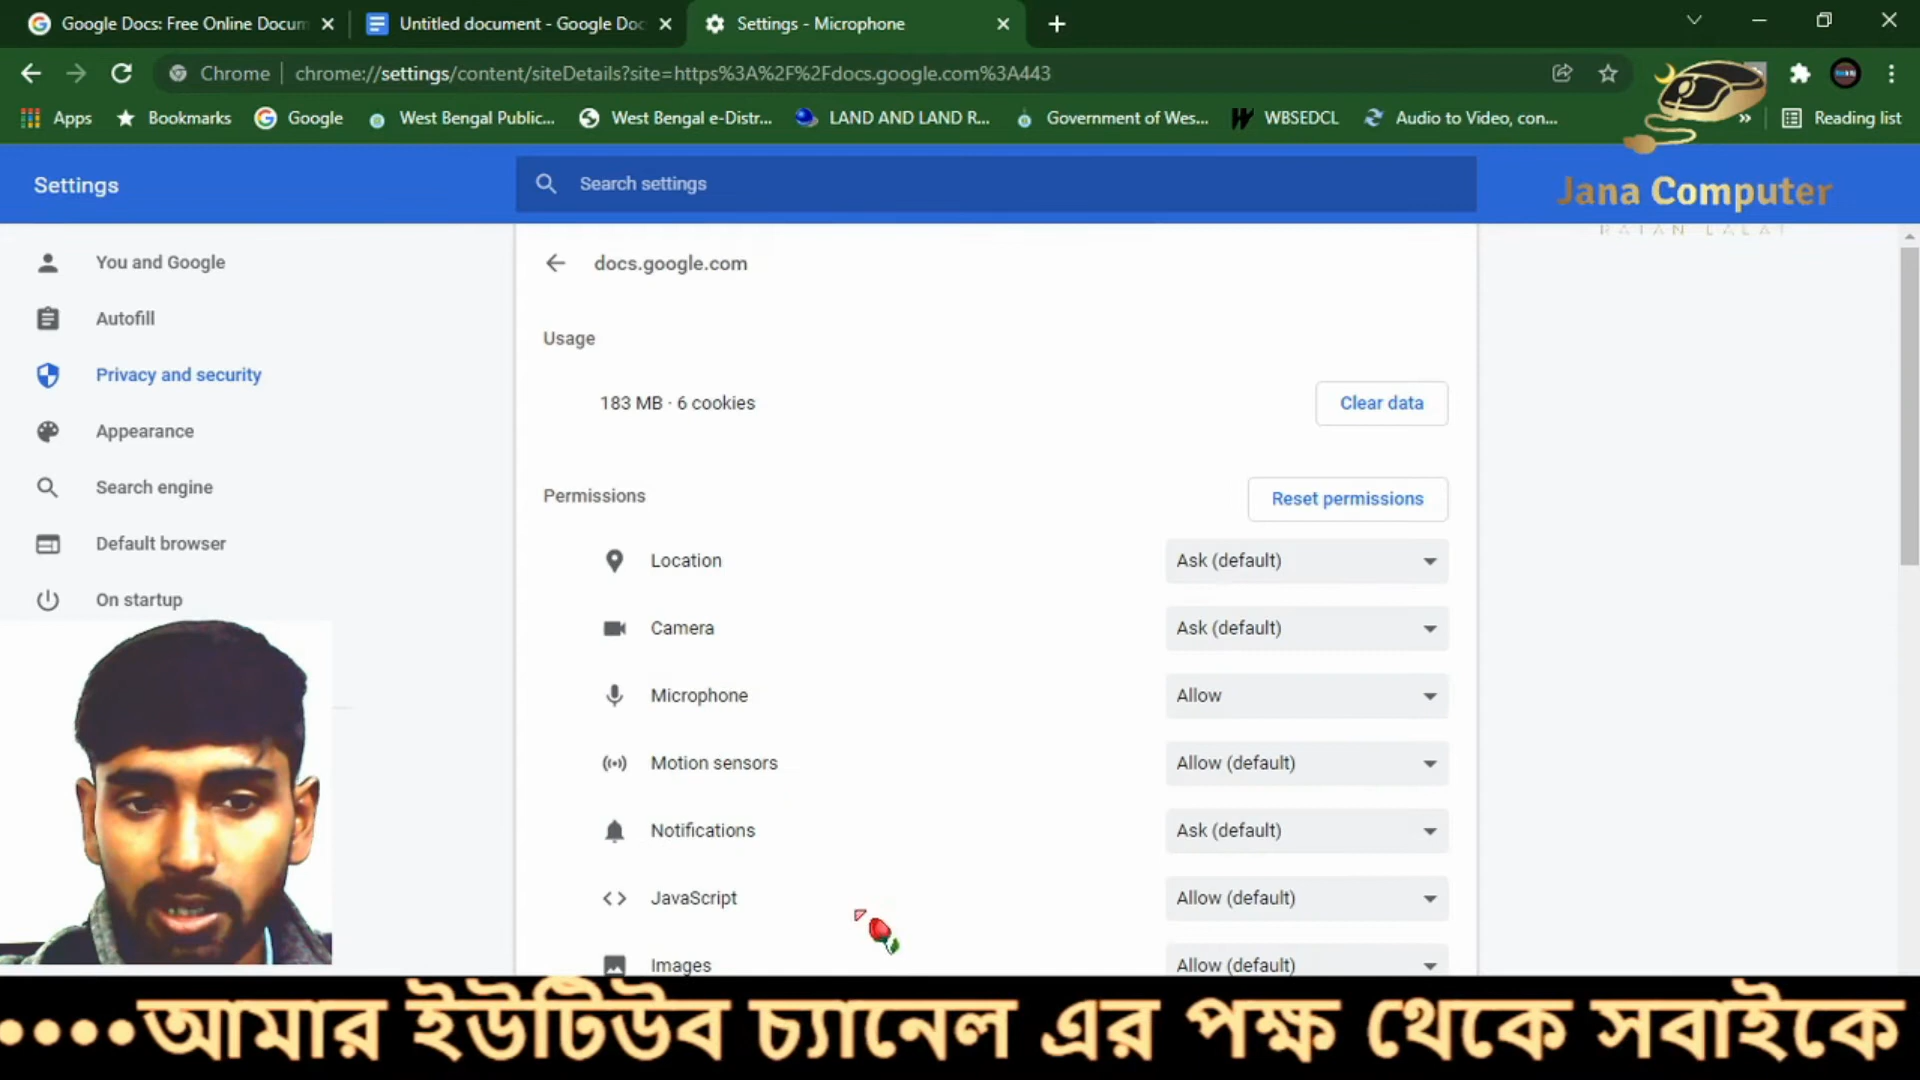 Google Docs: Free Online Docum
Untitled document - Google Doc
Settings - Microphone
Chrome
chrome://settings/content/siteDetails?site=https%3A%2F%2Fdocs.google.com%3A443
Apps
Bookmarks
Google
West Bengal Public...
West Bengal e-Distr...
LAND AND LAND R...
Government of Wes...
WBSEDCL
Audio to Video, con...
»
Reading list
Settings
Search settings
Jana Computer
You and Google
Autofill
Privacy and security
Appearance
Search engine
Default browser
On startup
docs.google.com
Usage
183 MB · 6 cookies
Clear data
Permissions
Reset permissions
Location
Ask (default)
Camera
Ask (default)
Microphone
Allow
Motion sensors
Allow (default)
Notifications
Ask (default)
JavaScript
Allow (default)
Images
Allow (default)
••••আমার ইউটিউব চ্যানেল এর পক্ষ থেকে সবাইকে